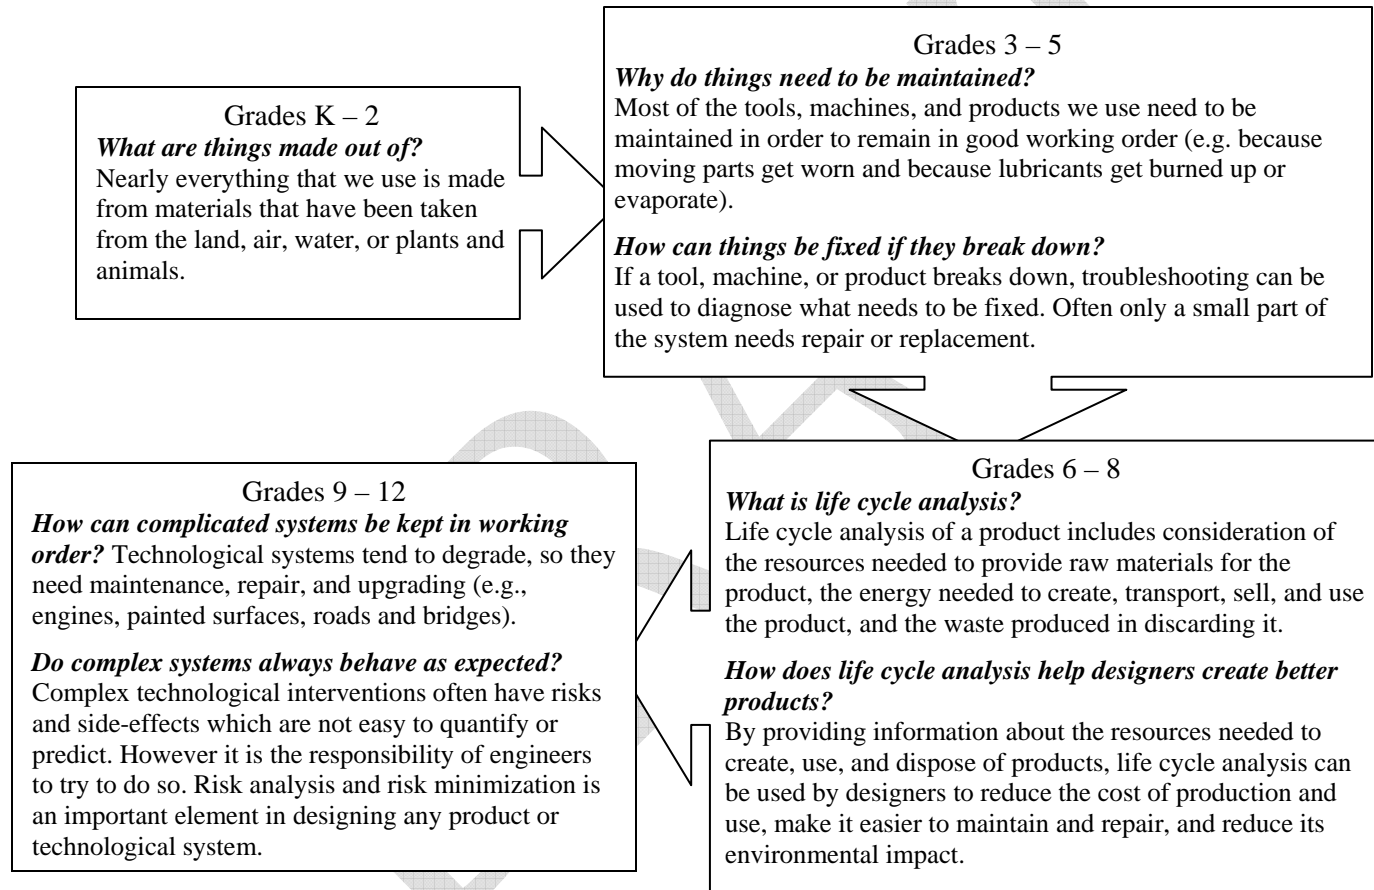 Grades K – 2
What are things made out of?
Nearly everything that we use is made
from materials that have been taken
from the land, air, water, or plants and
animals.
Grades 3 – 5
Why do things need to be maintained?
Most of the tools, machines, and products we use need to be
maintained in order to remain in good working order (e.g. because
moving parts get worn and because lubricants get burned up or
evaporate).
How can things be fixed if they break down?
If a tool, machine, or product breaks down, troubleshooting can be
used to diagnose what needs to be fixed. Often only a small part of
the system needs repair or replacement.
Grades 6 – 8
What is life cycle analysis?
Life cycle analysis of a product includes consideration of
the resources needed to provide raw materials for the
product, the energy needed to create, transport, sell, and use
the product, and the waste produced in discarding it.
How does life cycle analysis help designers create better
products?
By providing information about the resources needed to
create, use, and dispose of products, life cycle analysis can
be used by designers to reduce the cost of production and
use, make it easier to maintain and repair, and reduce its
environmental impact.
Grades 9 – 12
How can complicated systems be kept in working
order? Technological systems tend to degrade, so they
need maintenance, repair, and upgrading (e.g.,
engines, painted surfaces, roads and bridges).
Do complex systems always behave as expected?
Complex technological interventions often have risks
and side-effects which are not easy to quantify or
predict. However it is the responsibility of engineers
to try to do so. Risk analysis and risk minimization is
an important element in designing any product or
technological system.